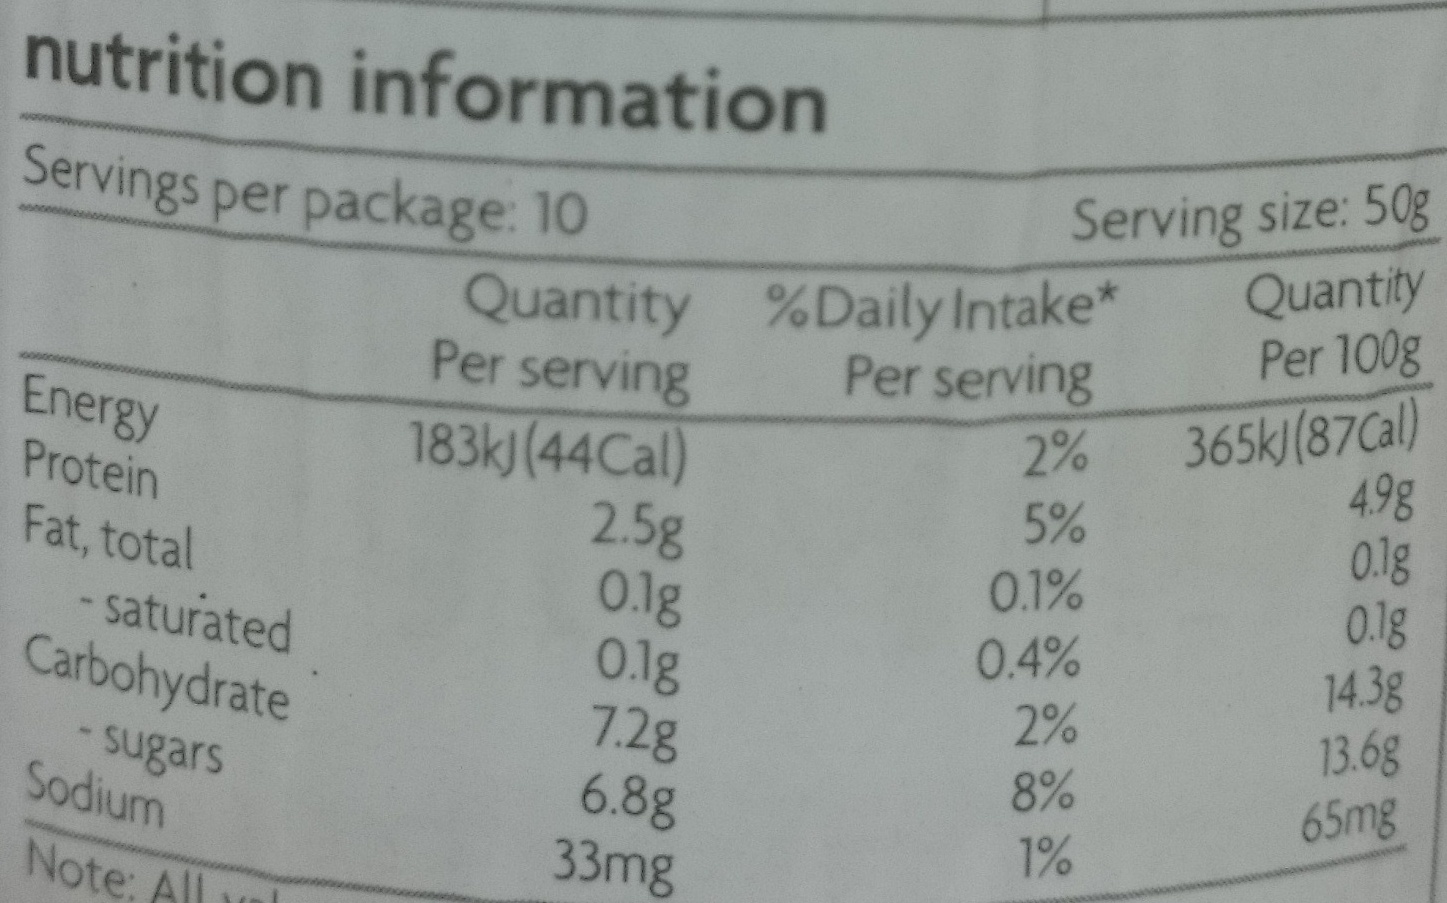 nutrition information
Servings per package: 10 Serving size: 50g
Quantity %Daily Intake* Quantity
Per serving Per serving Per 100g
Energy 183kJ(44Cal) 2% 365kJ(87Cal)
Protein 2.5g 5% 4.9g
Fat, total 0.1g 0.1% 0.1g
- saturated 0.1g 0.4% 0.1g
Carbohydrate 7.2g 2% 14.3g
- sugars 6.8g 8% 13.6g
Sodium 33mg 1% 65mg
Note: All